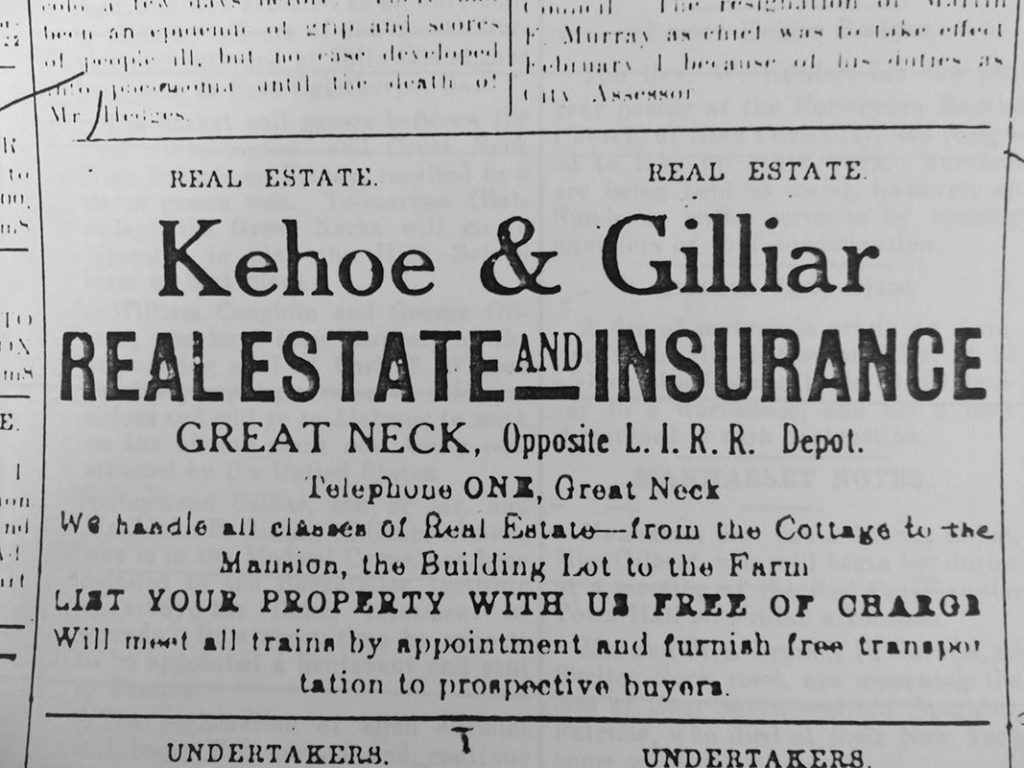 been an epidemic of grip and scores
of people ill, but no case developed
into pneumonia until his death of
Mr. Hedges
Council. The resignation of Martin
Murray as chief was to take effect
February 1, because of his duties as
City Assessor
REAL ESTATE.
REAL ESTATE.
Kehoe & Gilliar
REAL ESTATE AND INSURANCE
GREAT NECK, Opposite L. I. R. R. Depot.
Telephone ONE, Great Neck
We handle all classes of Real Estate—from the Cottage to the
Mansion, the Building Lot to the Farm
LIST YOUR PROPERTY WITH US FREE OF CHARGE
Will meet all trains by appointment and furnish free transpor
tation to prospective buyers.
UNDERTAKERS.
UNDERTAKERS.